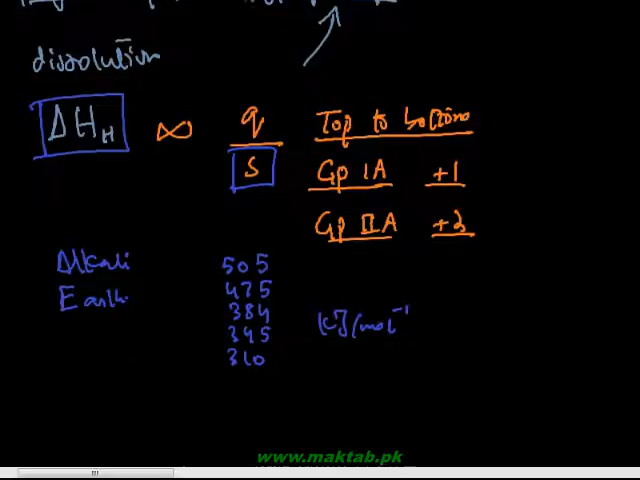 dissolution
ΔH_H ∝ q/s
Top to bottom
Gp IA +1
Gp IIA +2
Alkali 505
Earth 475
384
345
310
kJ/mol⁻¹
www.maktab.pk